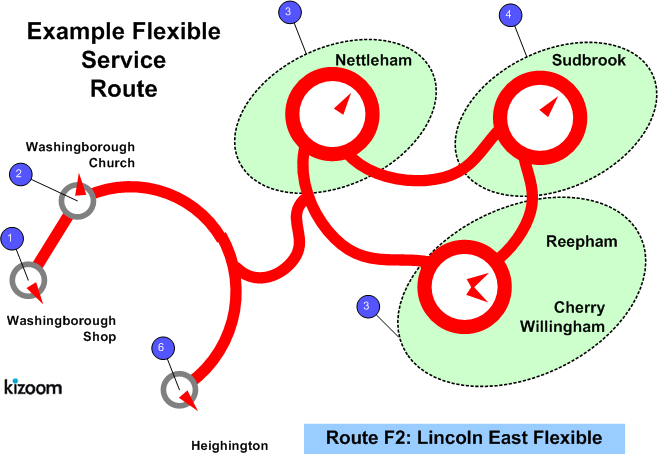 Example Flexible
Service
Route
3
Nettleham
4
Sudbrook
Washingborough
Church
2
1
Washingborough
Shop
Reepham
3
Cherry
Willingham
6
kizoom
Heighington
Route F2: Lincoln East Flexible